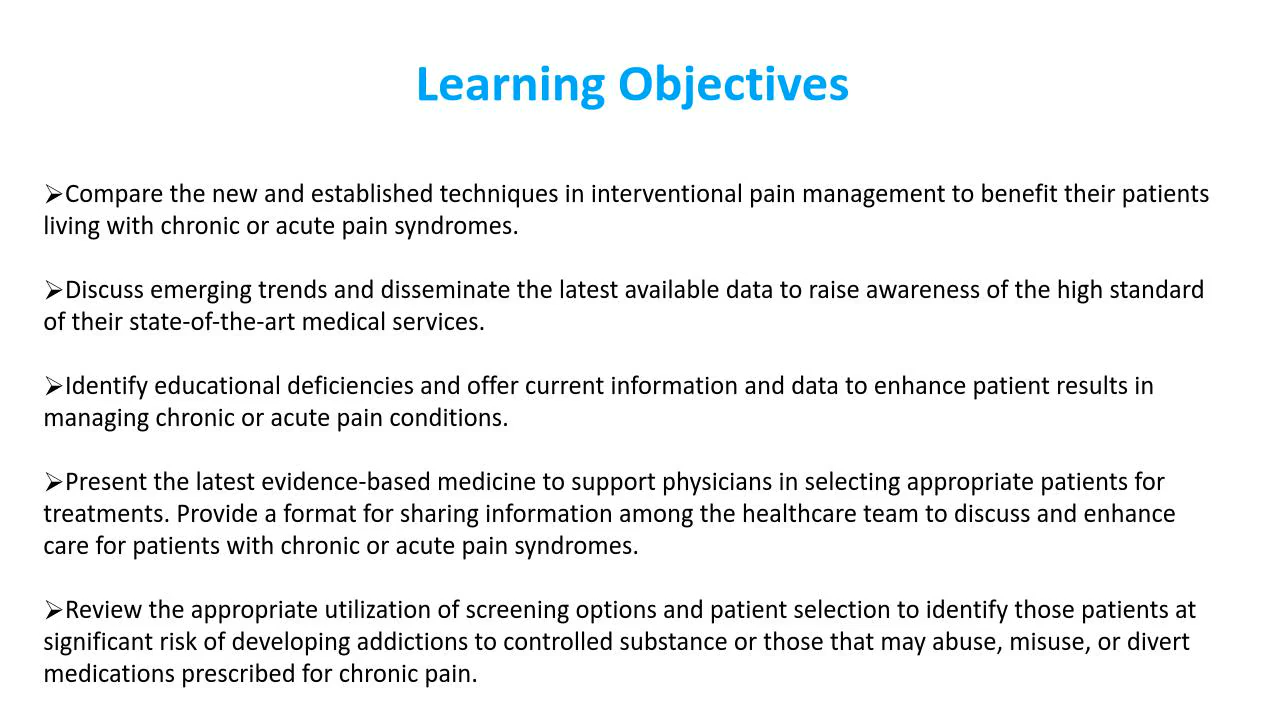 Learning Objectives
➢Compare the new and established techniques in interventional pain management to benefit their patients
living with chronic or acute pain syndromes.
➢Discuss emerging trends and disseminate the latest available data to raise awareness of the high standard
of their state-of-the-art medical services.
➢Identify educational deficiencies and offer current information and data to enhance patient results in
managing chronic or acute pain conditions.
➢Present the latest evidence-based medicine to support physicians in selecting appropriate patients for
treatments. Provide a format for sharing information among the healthcare team to discuss and enhance
care for patients with chronic or acute pain syndromes.
➢Review the appropriate utilization of screening options and patient selection to identify those patients at
significant risk of developing addictions to controlled substance or those that may abuse, misuse, or divert
medications prescribed for chronic pain.